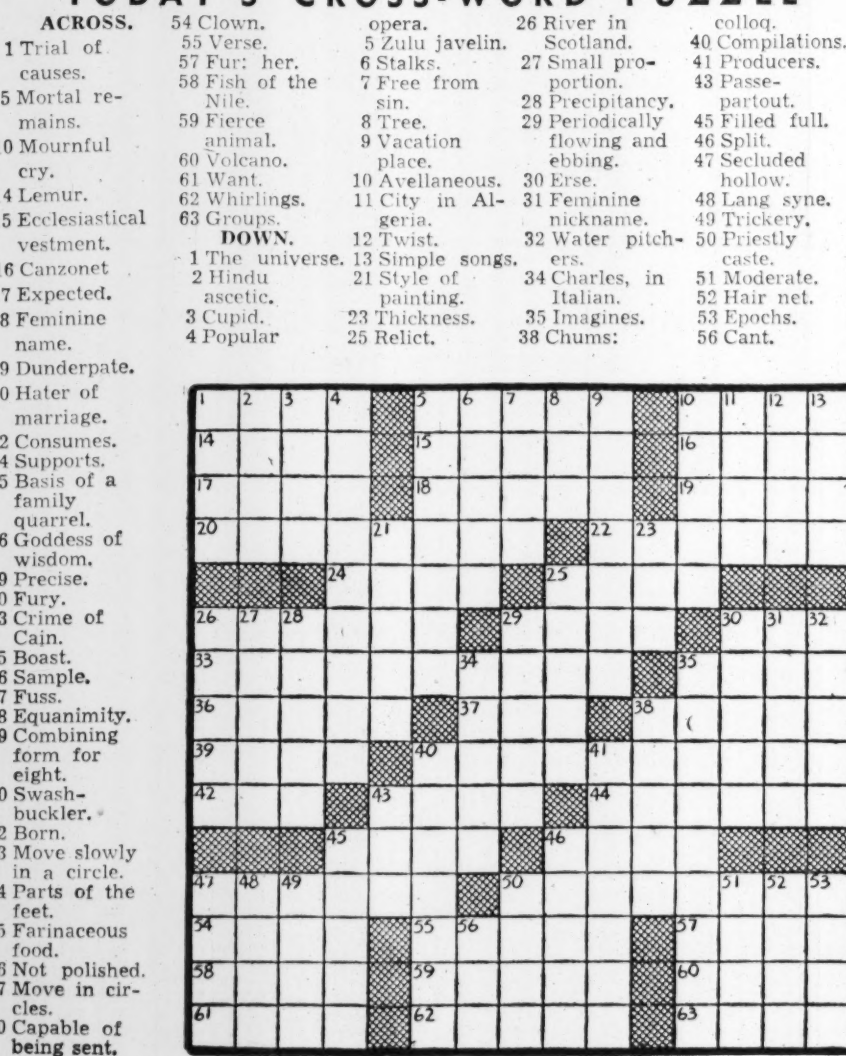 TODAY'S CROSS-WORD PUZZLE
ACROSS.
1 Trial of
causes.
5 Mortal re-
mains.
0 Mournful
cry.
4 Lemur.
5 Ecclesiastical
vestment.
6 Canzonet
7 Expected.
8 Feminine
name.
9 Dunderpate.
0 Hater of
marriage.
2 Consumes.
4 Supports.
5 Basis of a
family
quarrel.
6 Goddess of
wisdom.
9 Precise.
0 Fury.
3 Crime of
Cain.
5 Boast.
6 Sample.
7 Fuss.
8 Equanimity.
9 Combining
form for
eight.
0 Swash-
buckler.
2 Born.
3 Move slowly
in a circle.
4 Parts of the
feet.
5 Farinaceous
food.
6 Not polished.
7 Move in cir-
cles.
0 Capable of
being sent.
54 Clown.
55 Verse.
57 Fur: her.
58 Fish of the
Nile.
59 Fierce
animal.
60 Volcano.
61 Want.
62 Whirlings.
63 Groups.
DOWN.
1 The universe.
2 Hindu
ascetic.
3 Cupid.
4 Popular
opera.
5 Zulu javelin.
6 Stalks.
7 Free from
sin.
8 Tree.
9 Vacation
place.
10 Avellaneous.
11 City in Al-
geria.
12 Twist.
13 Simple songs.
21 Style of
painting.
23 Thickness.
25 Relict.
26 River in
Scotland.
27 Small pro-
portion.
28 Precipitancy.
29 Periodically
flowing and
ebbing.
30 Erse.
31 Feminine
nickname.
32 Water pitch-
ers.
34 Charles, in
Italian.
35 Imagines.
38 Chums:
colloq.
40 Compilations.
41 Producers.
43 Passe-
partout.
45 Filled full.
46 Split.
47 Secluded
hollow.
48 Lang syne.
49 Trickery.
50 Priestly
caste.
51 Moderate.
52 Hair net.
53 Epochs.
56 Cant.
1 2 3 4 5 6 7 8 9 10 11 12 13
14 15 16
17 18 19
20 21 22 23
24 25
26 27 28 29 30 31 32
33 34 35
36 37 38
39 40 41
42 43 44
45 46
47 48 49 50 51 52 53
54 55 56 57
58 59 60
61 62 63